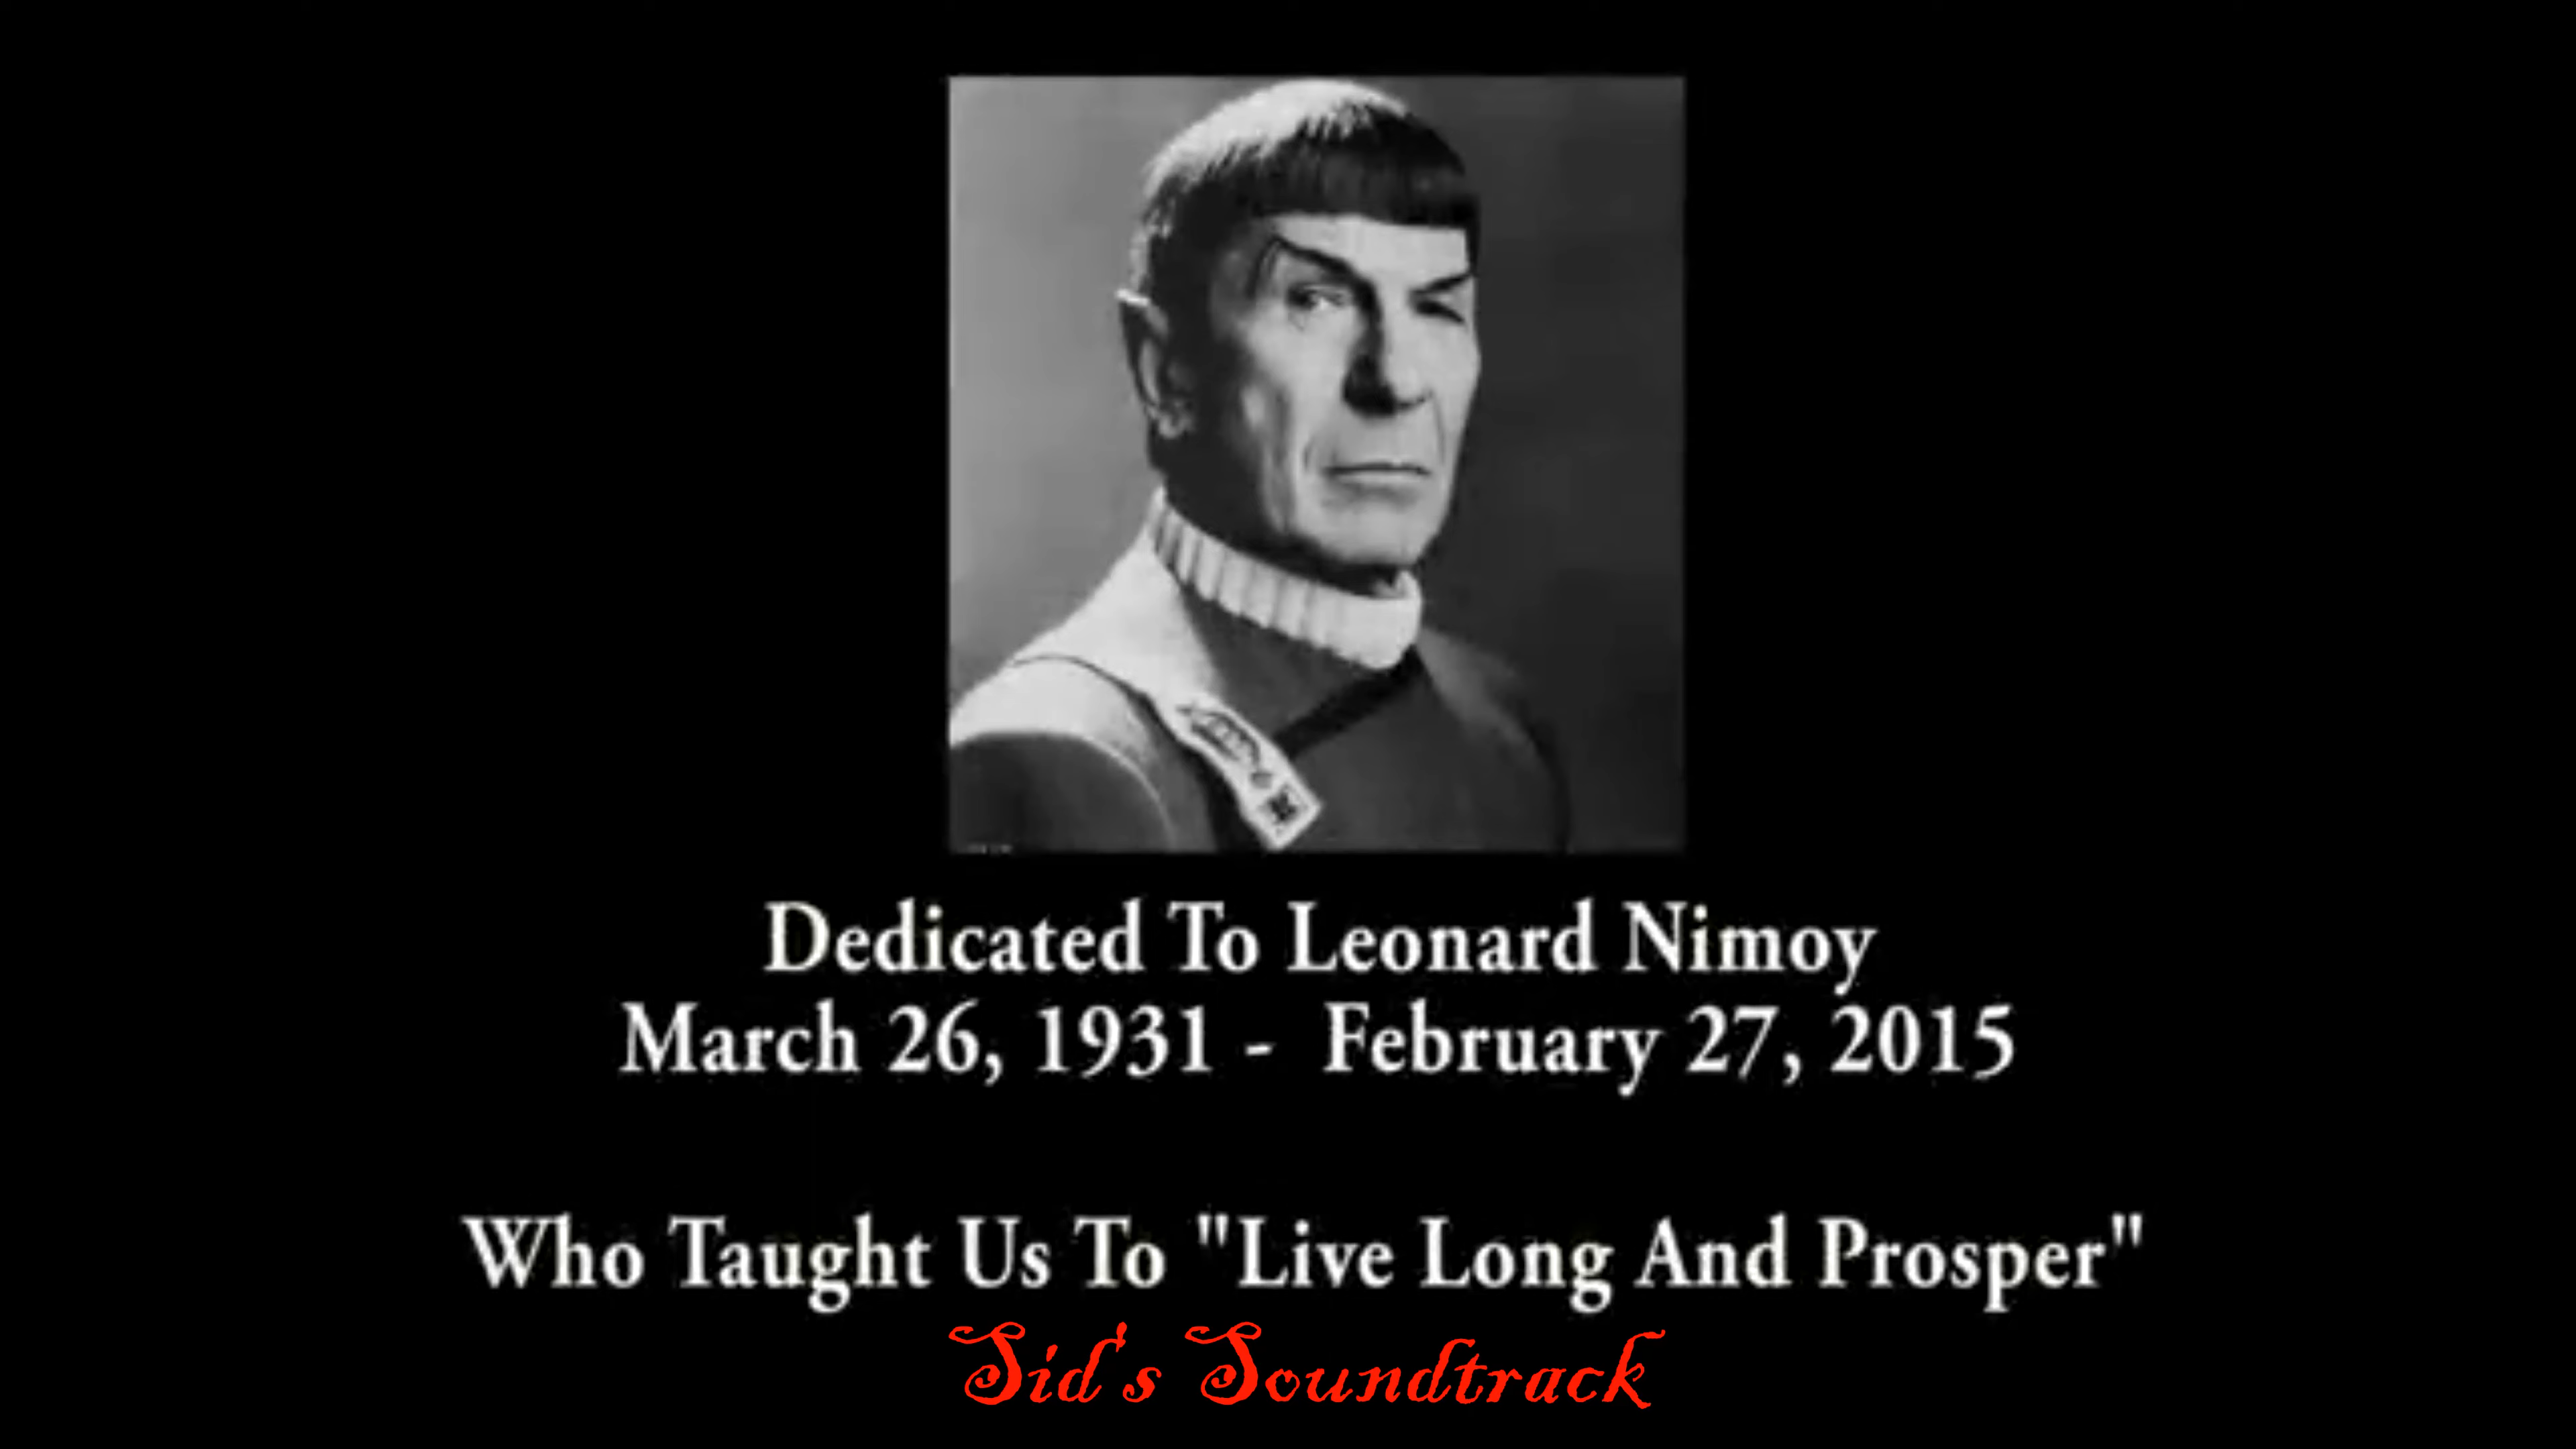 Dedicated To Leonard Nimoy
March 26, 1931 - February 27, 2015
Who Taught Us To "Live Long And Prosper"
Sid's Soundtrack